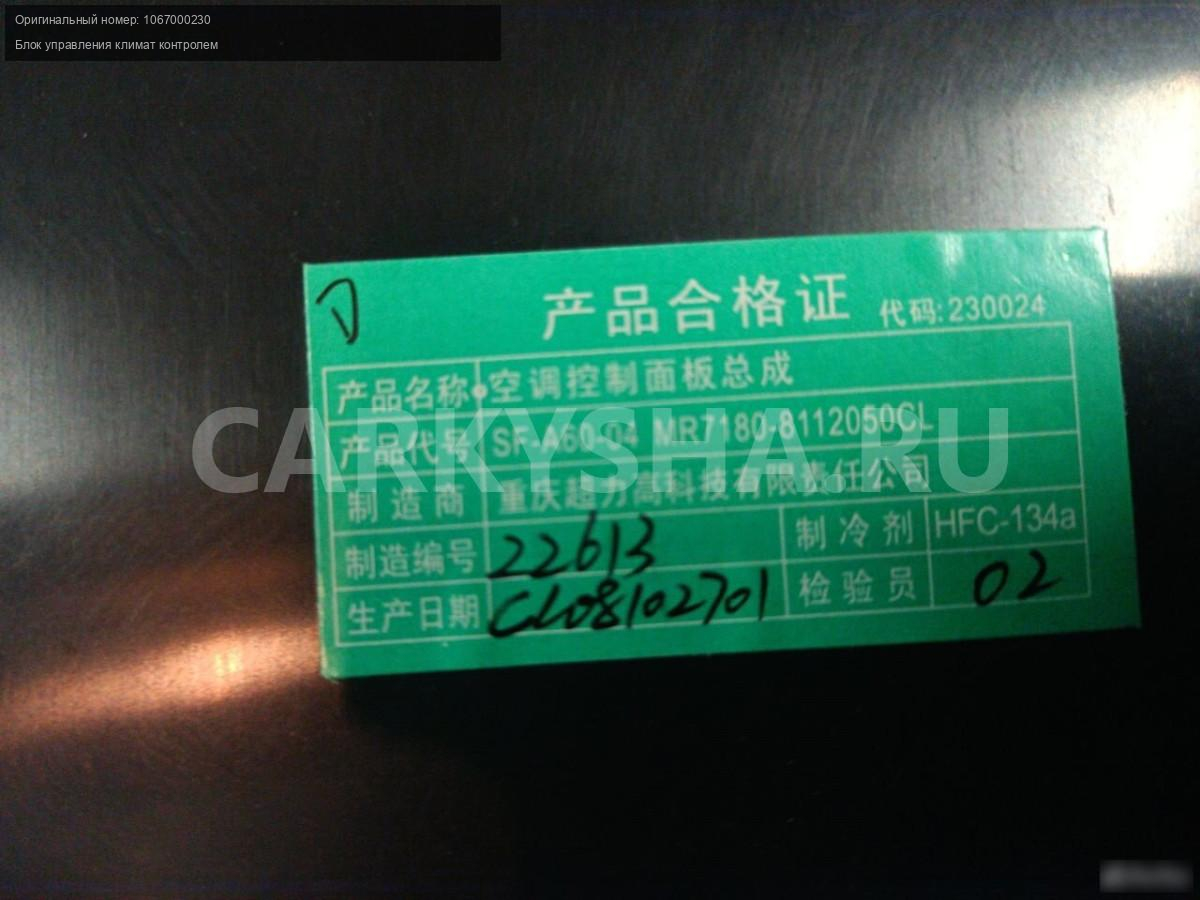 Оригинальный номер: 1067000230
Блок управления климат контролем
产品合格证 代码:230024
产品名称 空调控制面板总成
产品代号 SF-A60-04 MR7180-8112050CL
制造商 重庆超力高科技有限责任公司
制造编号 22613 制冷剂 HFC-134a
生产日期 CL08102701 检验员 02
CARKYSHA.RU